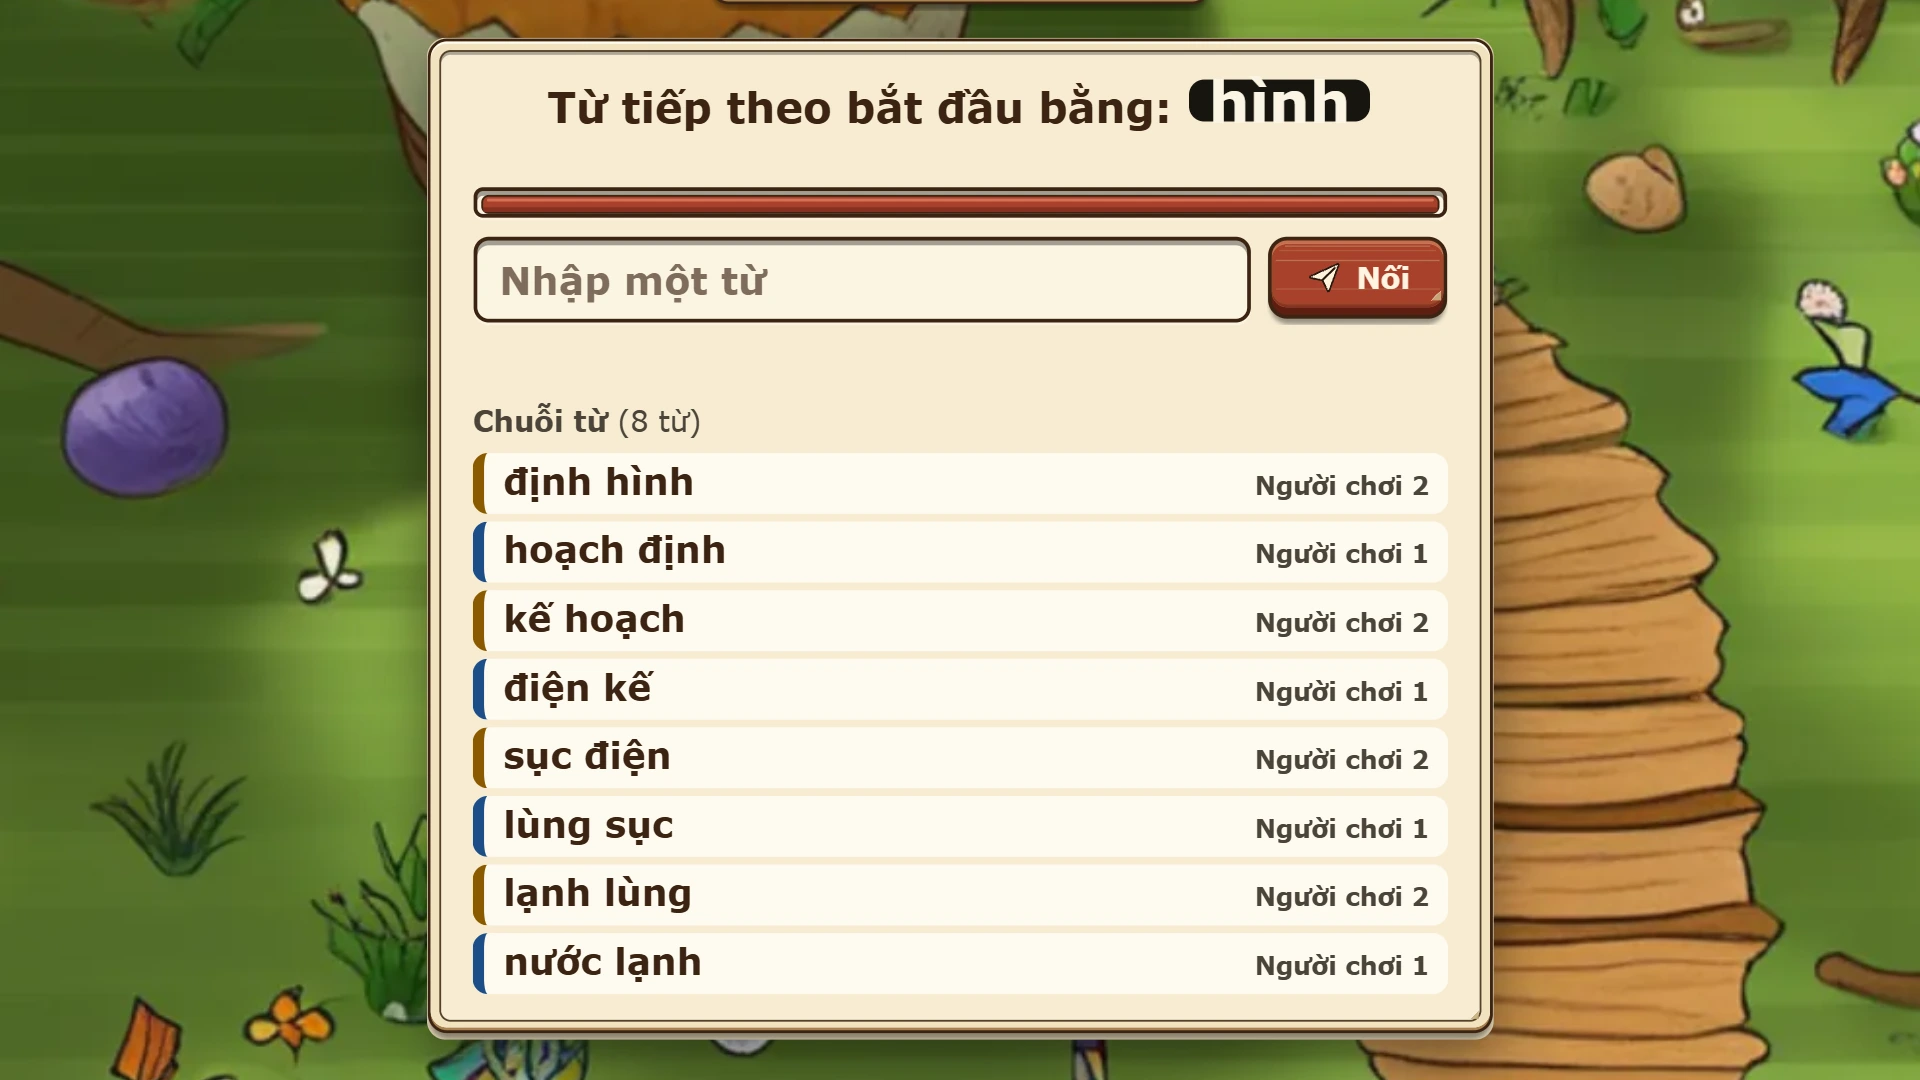 Từ tiếp theo bắt đầu bằng: hình
Nhập một từ
Nối
Chuỗi từ (8 từ)
định hình Người chơi 2
hoạch định Người chơi 1
kế hoạch Người chơi 2
điện kế Người chơi 1
sục điện Người chơi 2
lùng sục Người chơi 1
lạnh lùng Người chơi 2
nước lạnh Người chơi 1